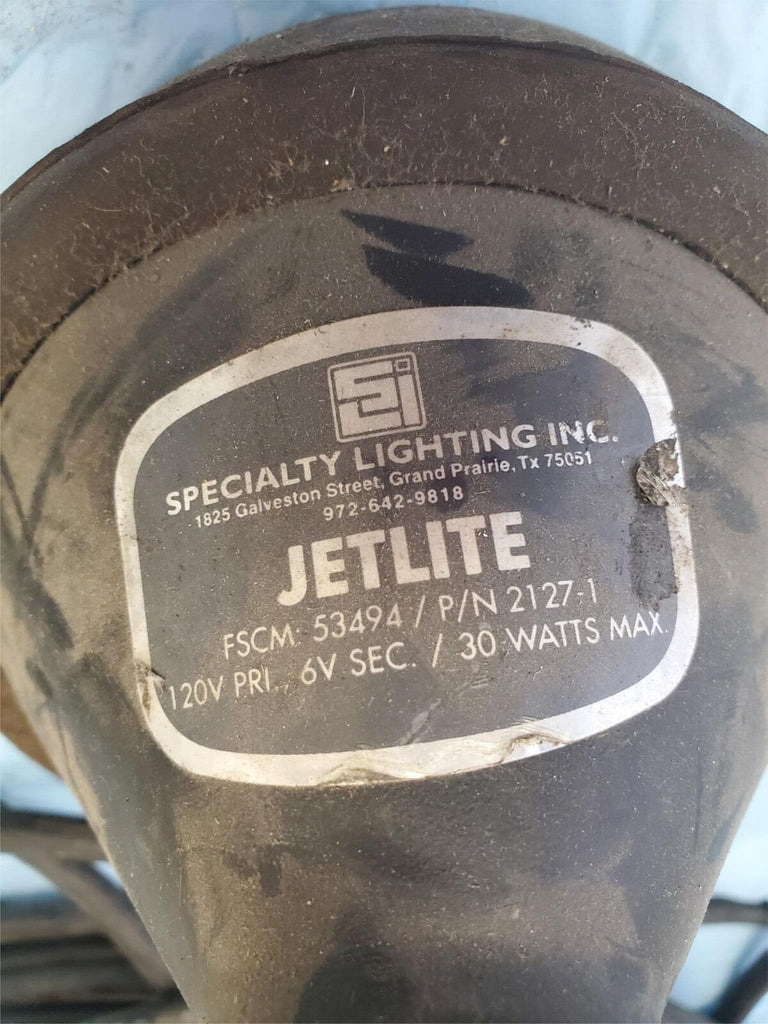 SLi
SPECIALTY LIGHTING INC.
1825 Galveston Street, Grand Prairie, Tx 75051
972-642-9818
JETLITE
FSCM: 53494 / P/N 2127-1
120V PRI., 6V SEC. / 30 WATTS MAX.